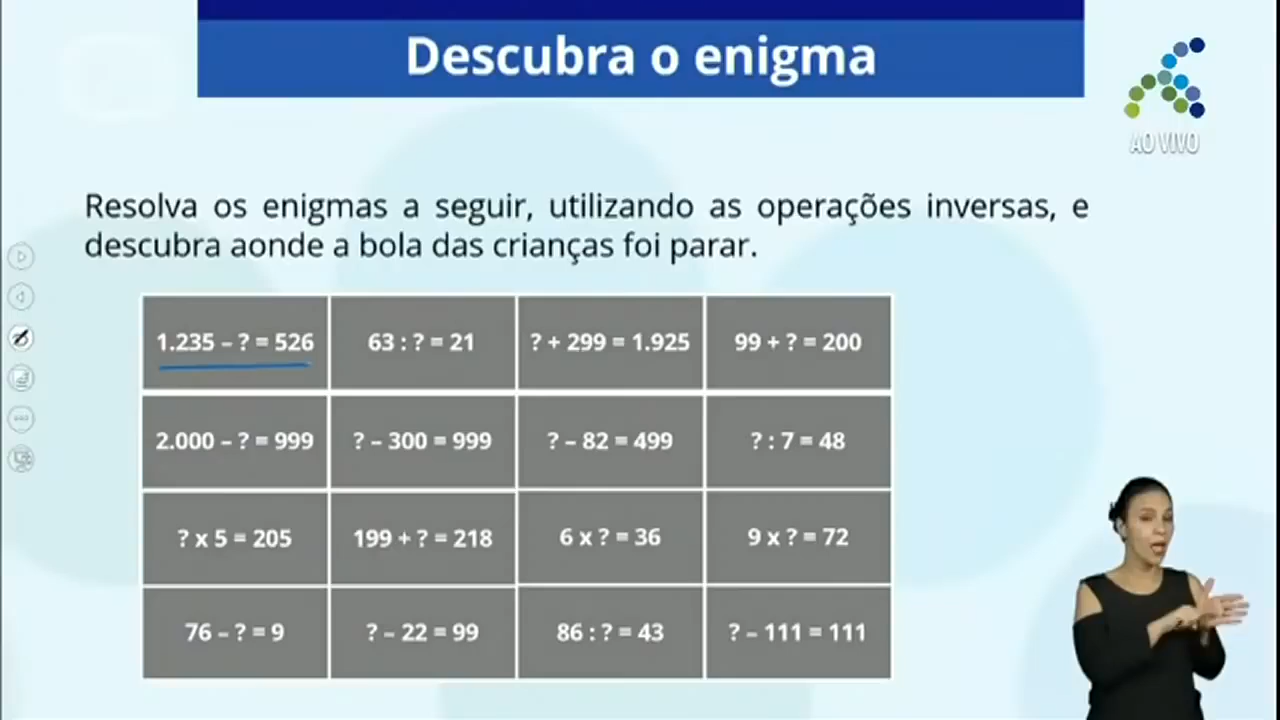 Descubra o enigma
AO VIVO
Resolva os enigmas a seguir, utilizando as operações inversas, e
descubra aonde a bola das crianças foi parar.
1.235 – ? = 526
63 : ? = 21
? + 299 = 1.925
99 + ? = 200
2.000 – ? = 999
? – 300 = 999
? – 82 = 499
? : 7 = 48
? x 5 = 205
199 + ? = 218
6 x ? = 36
9 x ? = 72
76 – ? = 9
? – 22 = 99
86 : ? = 43
? – 111 = 111